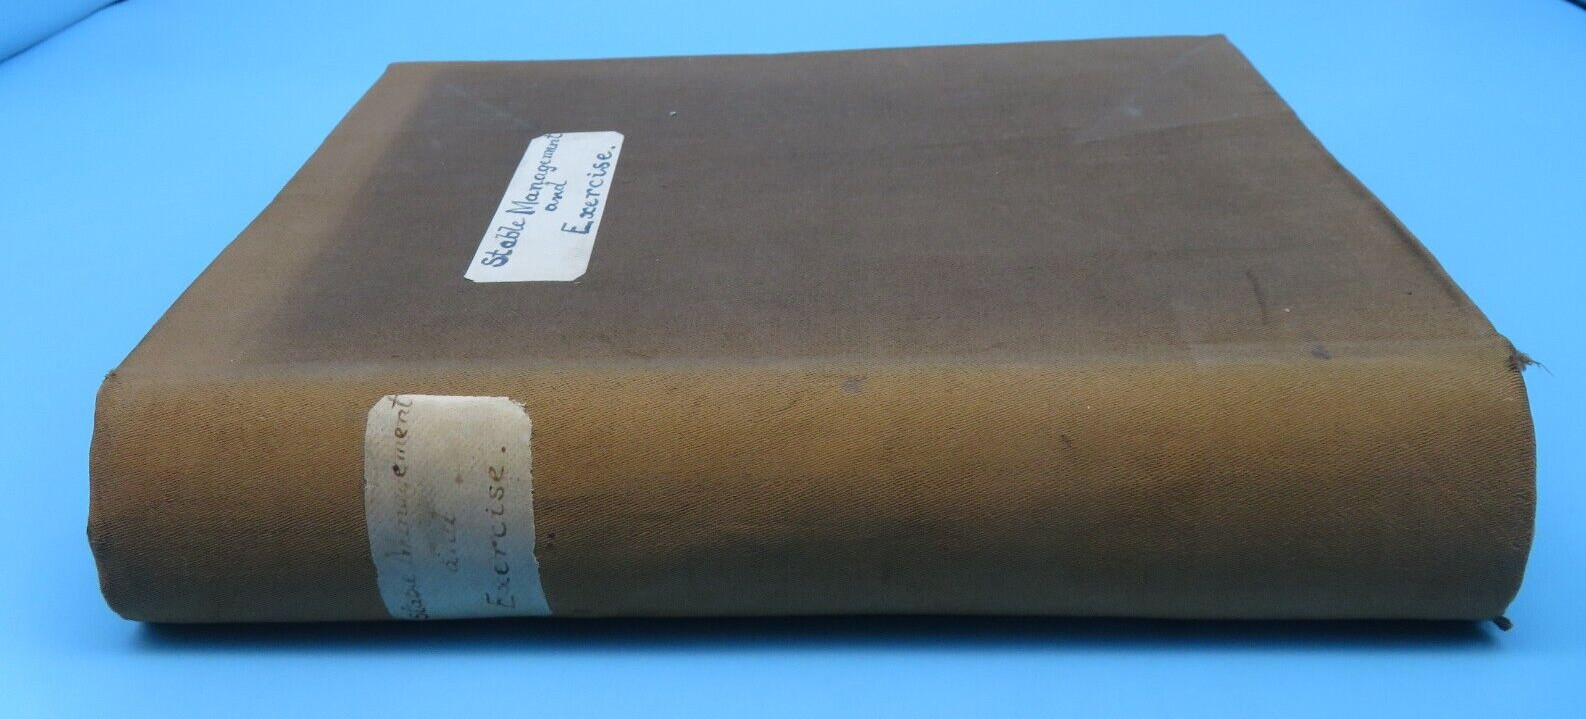 Stable Management
and
Exercise.
Stable Management
and
Exercise.